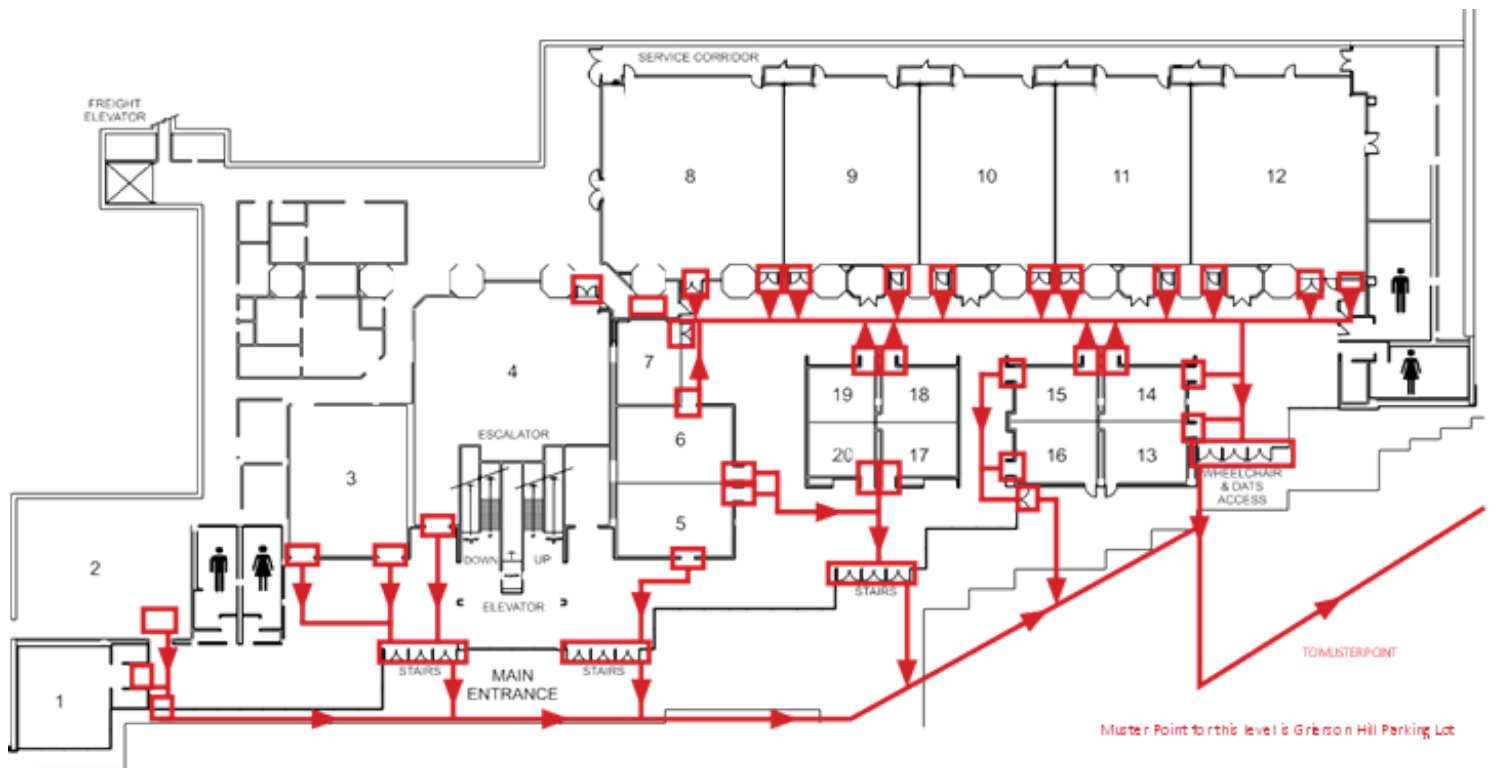 SERVICE CORRIDOR
FREIGHT
ELEVATOR
8
9
10
11
12
4
7
19
18
15
14
ESCALATOR
6
3
20
17
16
13
WHEELCHAIR
& DATS
ACCESS
5
2
DOWN
UP
STAIRS
ELEVATOR
TO MUSTER POINT
STAIRS
STAIRS
MAIN
ENTRANCE
1
Muster Point for this level is Grierson Hill Parking Lot